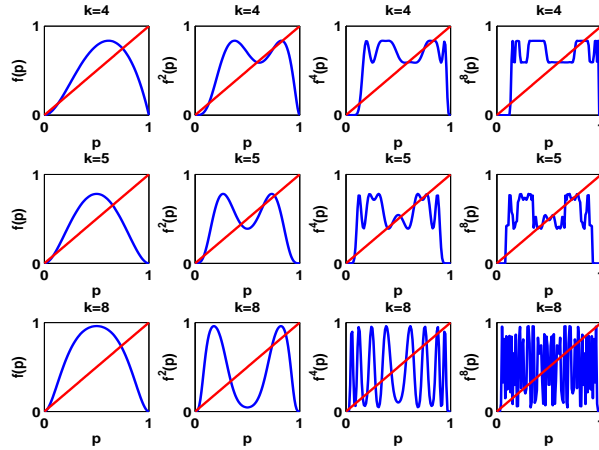 k=4 k=4 k=4 k=4
1 1 1 1
f(p) f²(p) f⁴(p) f⁸(p)
0 0 0 0
0 1 0 1 0 1 0 1
p p p p
k=5 k=5 k=5 k=5
1 1 1 1
f(p) f²(p) f⁴(p) f⁸(p)
0 0 0 0
0 1 0 1 0 1 0 1
p p p p
k=8 k=8 k=8 k=8
1 1 1 1
f(p) f²(p) f⁴(p) f⁸(p)
0 0 0 0
0 1 0 1 0 1 0 1
p p p p